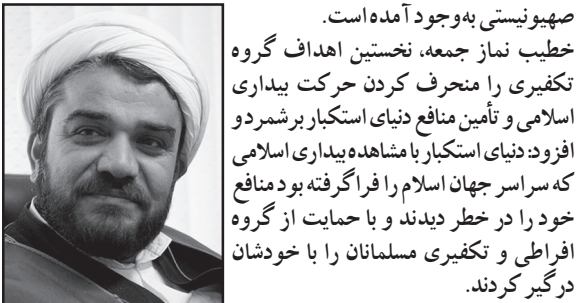 صهیونیستی به‌وجود آمده است.
خطیب نماز جمعه، نخستین اهداف گروه
تکفیری را منحرف کردن حرکت بیداری
اسلامی و تأمین منافع دنیای استکبار برشمرد و
افزود: دنیای استکبار با مشاهده بیداری اسلامی
که سراسر جهان اسلام را فرا گرفته بود منافع
خود را در خطر دیدند و با حمایت از گروه
افراطی و تکفیری مسلمانان را با خودشان
درگیر کردند.